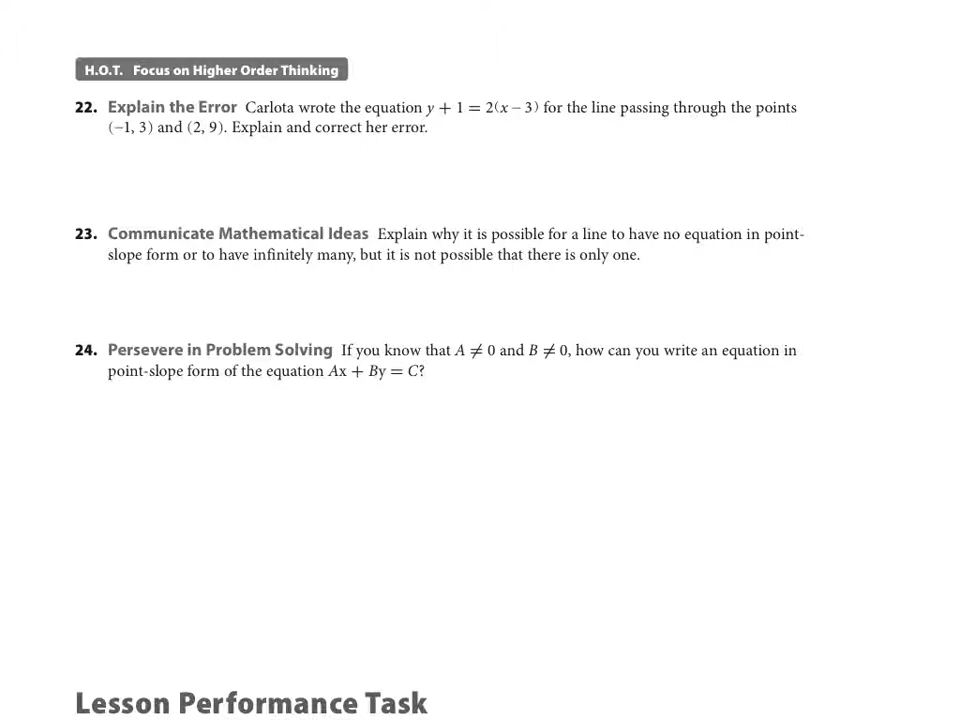 H.O.T. Focus on Higher Order Thinking
22. Explain the Error Carlota wrote the equation y + 1 = 2(x − 3) for the line passing through the points
(−1, 3) and (2, 9). Explain and correct her error.
23. Communicate Mathematical Ideas Explain why it is possible for a line to have no equation in point-
slope form or to have infinitely many, but it is not possible that there is only one.
24. Persevere in Problem Solving If you know that A ≠ 0 and B ≠ 0, how can you write an equation in
point-slope form of the equation Ax + By = C?
Lesson Performance Task